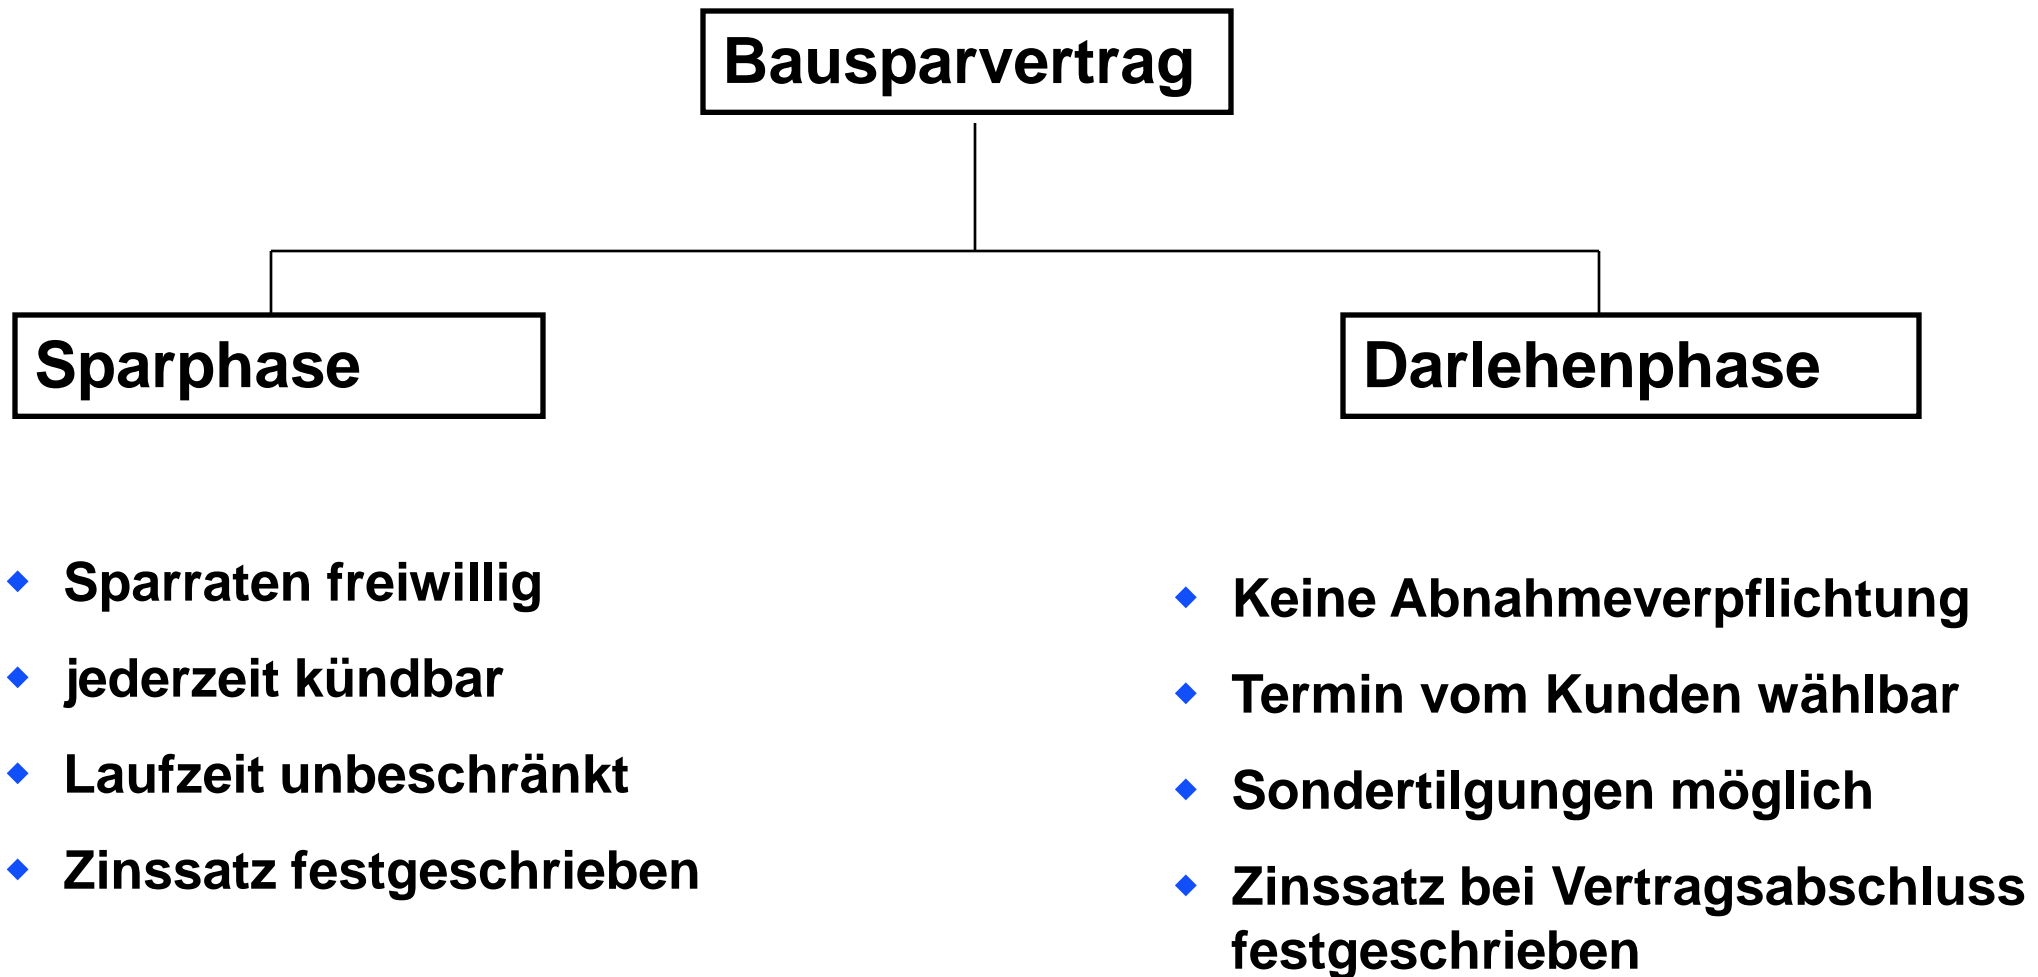 Bausparvertrag
Sparphase
Darlehenphase
Sparraten freiwillig
jederzeit kündbar
Laufzeit unbeschränkt
Zinssatz festgeschrieben
Keine Abnahmeverpflichtung
Termin vom Kunden wählbar
Sondertilgungen möglich
Zinssatz bei Vertragsabschluss
festgeschrieben